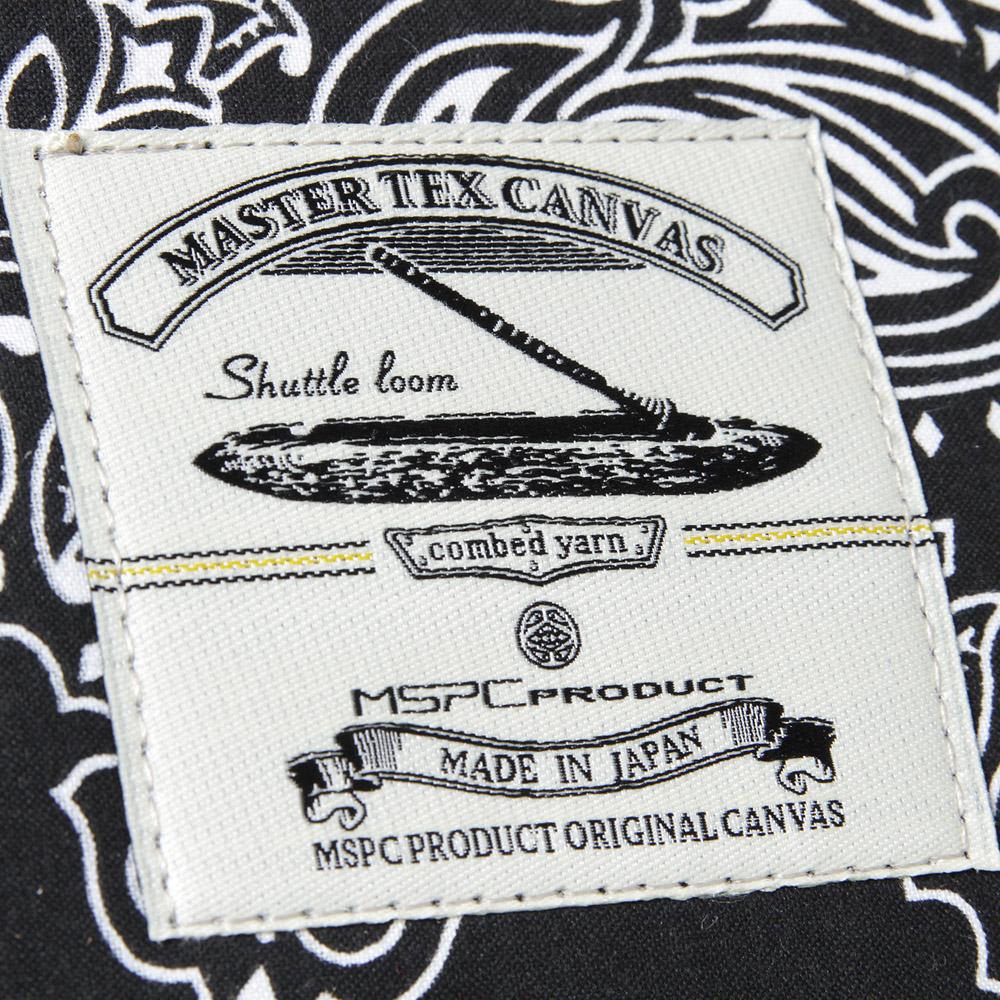 MASTER TEX CANVAS
Shuttle loom
combed yarn
MSPC PRODUCT
MADE IN JAPAN
MSPC PRODUCT ORIGINAL CANVAS